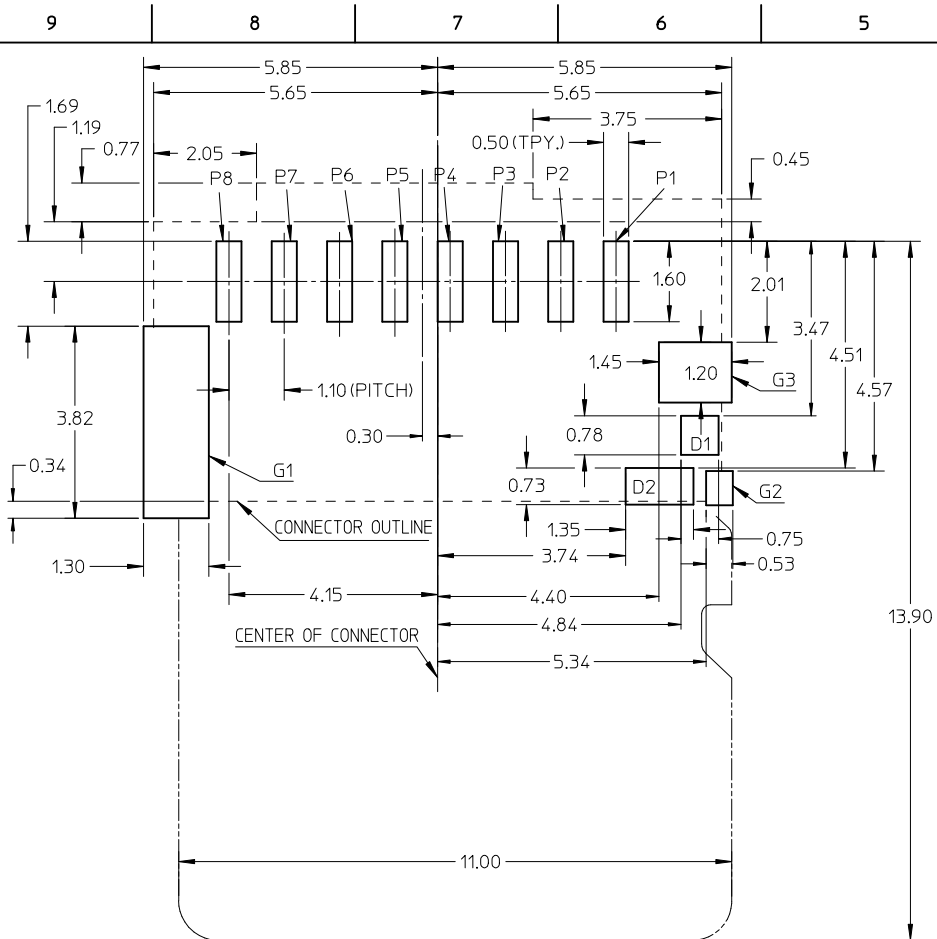 9 8 7 6 5
5.85 5.85
5.65 5.65
1.69 3.75
1.19 0.50 (TPY.)
0.77 2.05 0.45
P8 P7 P6 P5 P4 P3 P2 P1
1.60 2.01
3.47
1.45 1.20 G3 4.51
1.10 (PITCH) 4.57
3.82 0.30 0.78 D1
0.34 G1 0.73 D2 G2
CONNECTOR OUTLINE 1.35 0.75
1.30 3.74 0.53
4.15 4.40
4.84 13.90
CENTER OF CONNECTOR
5.34
11.00